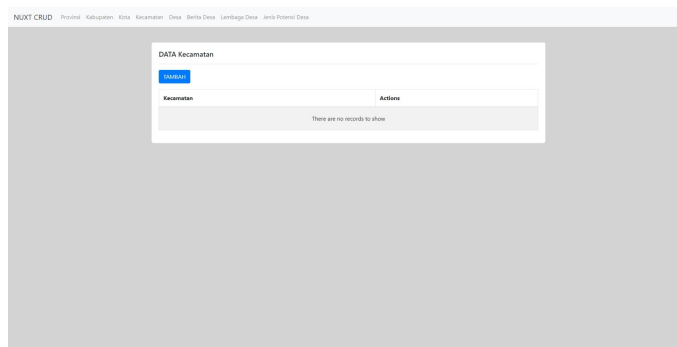 NUXT CRUD Provinsi Kabupaten Kota Kecamatan Desa Berita Desa Lembaga Desa Jenis Potensi Desa
DATA Kecamatan
TAMBAH
Kecamatan Actions
There are no records to show